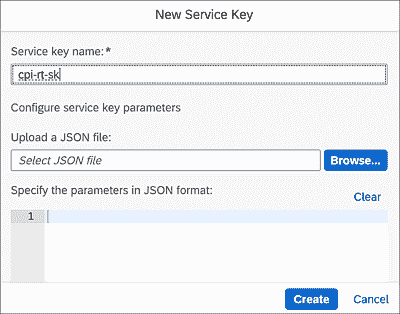 New Service Key
Service key name:*
cpi-rt-sk
Configure service key parameters
Upload a JSON file:
Select JSON file Browse...
Specify the parameters in JSON format:
Clear
1
Create Cancel